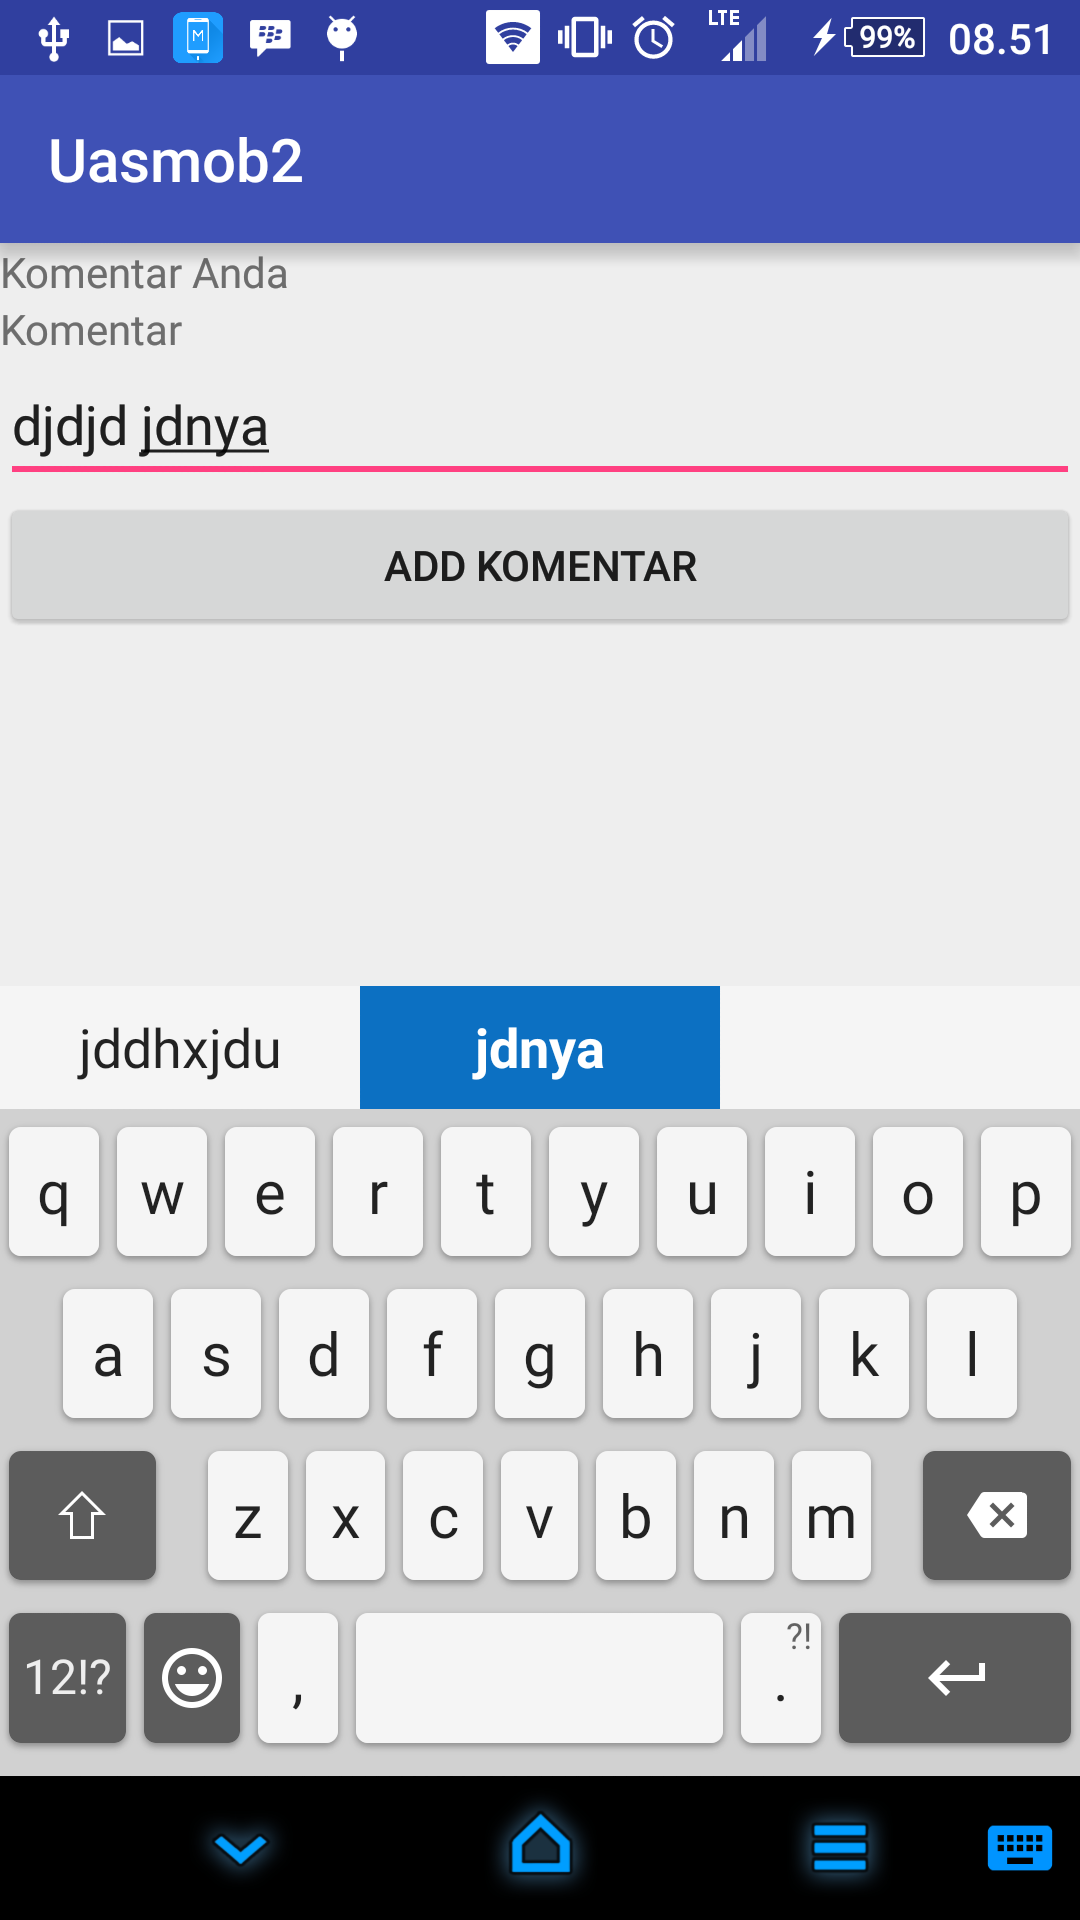 LTE
99% 08.51
Uasmob2
Komentar Anda
Komentar
djdjd jdnya
ADD KOMENTAR
jddhxjdu jdnya
q w e r t y u i o p
a s d f g h j k l
z x c v b n m
12!? , . ?!